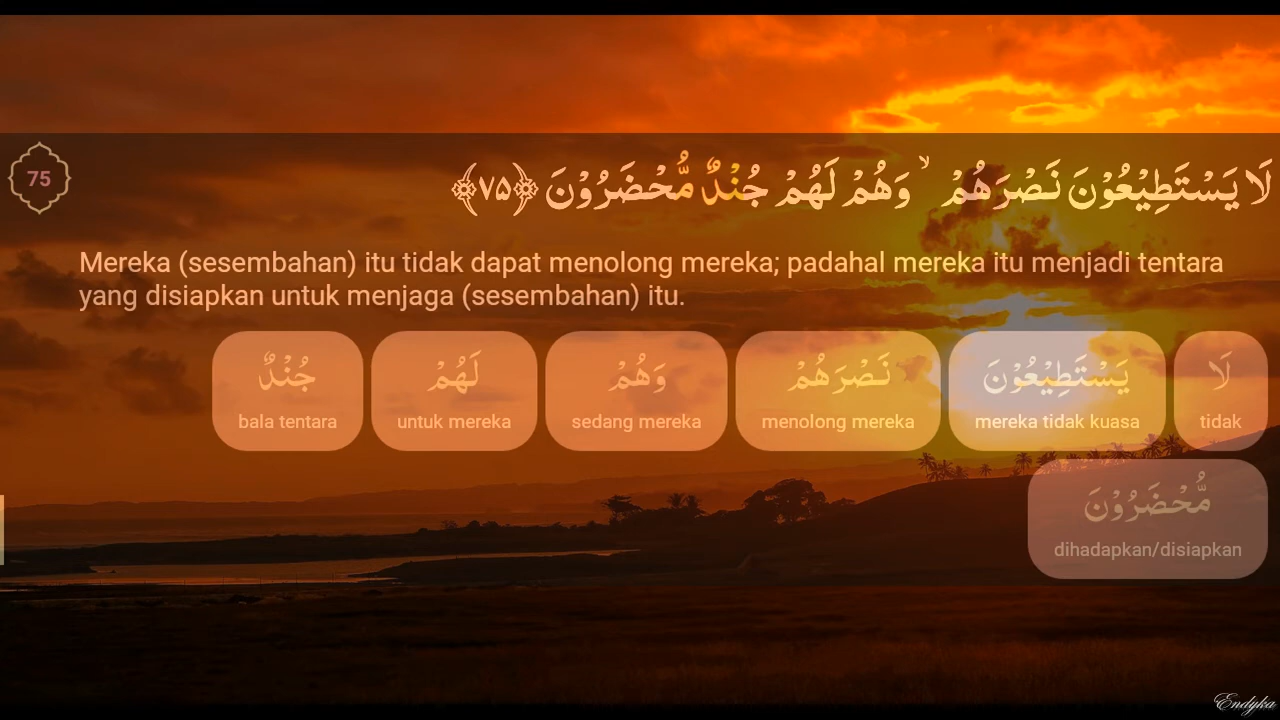 75
لَا يَسْتَطِيْعُوْنَ نَصْرَهُمْ ۙ وَهُمْ لَهُمْ جُنْدٌ مُّحْضَرُوْنَ ﴿٧٥﴾
Mereka (sesembahan) itu tidak dapat menolong mereka; padahal mereka itu menjadi tentara
yang disiapkan untuk menjaga (sesembahan) itu.
لَا يَسْتَطِيْعُوْنَ نَصْرَهُمْ وَهُمْ لَهُمْ جُنْدٌ
tidak mereka tidak kuasa menolong mereka sedang mereka untuk mereka bala tentara
مُّحْضَرُوْنَ
dihadapkan/disiapkan
Endyka